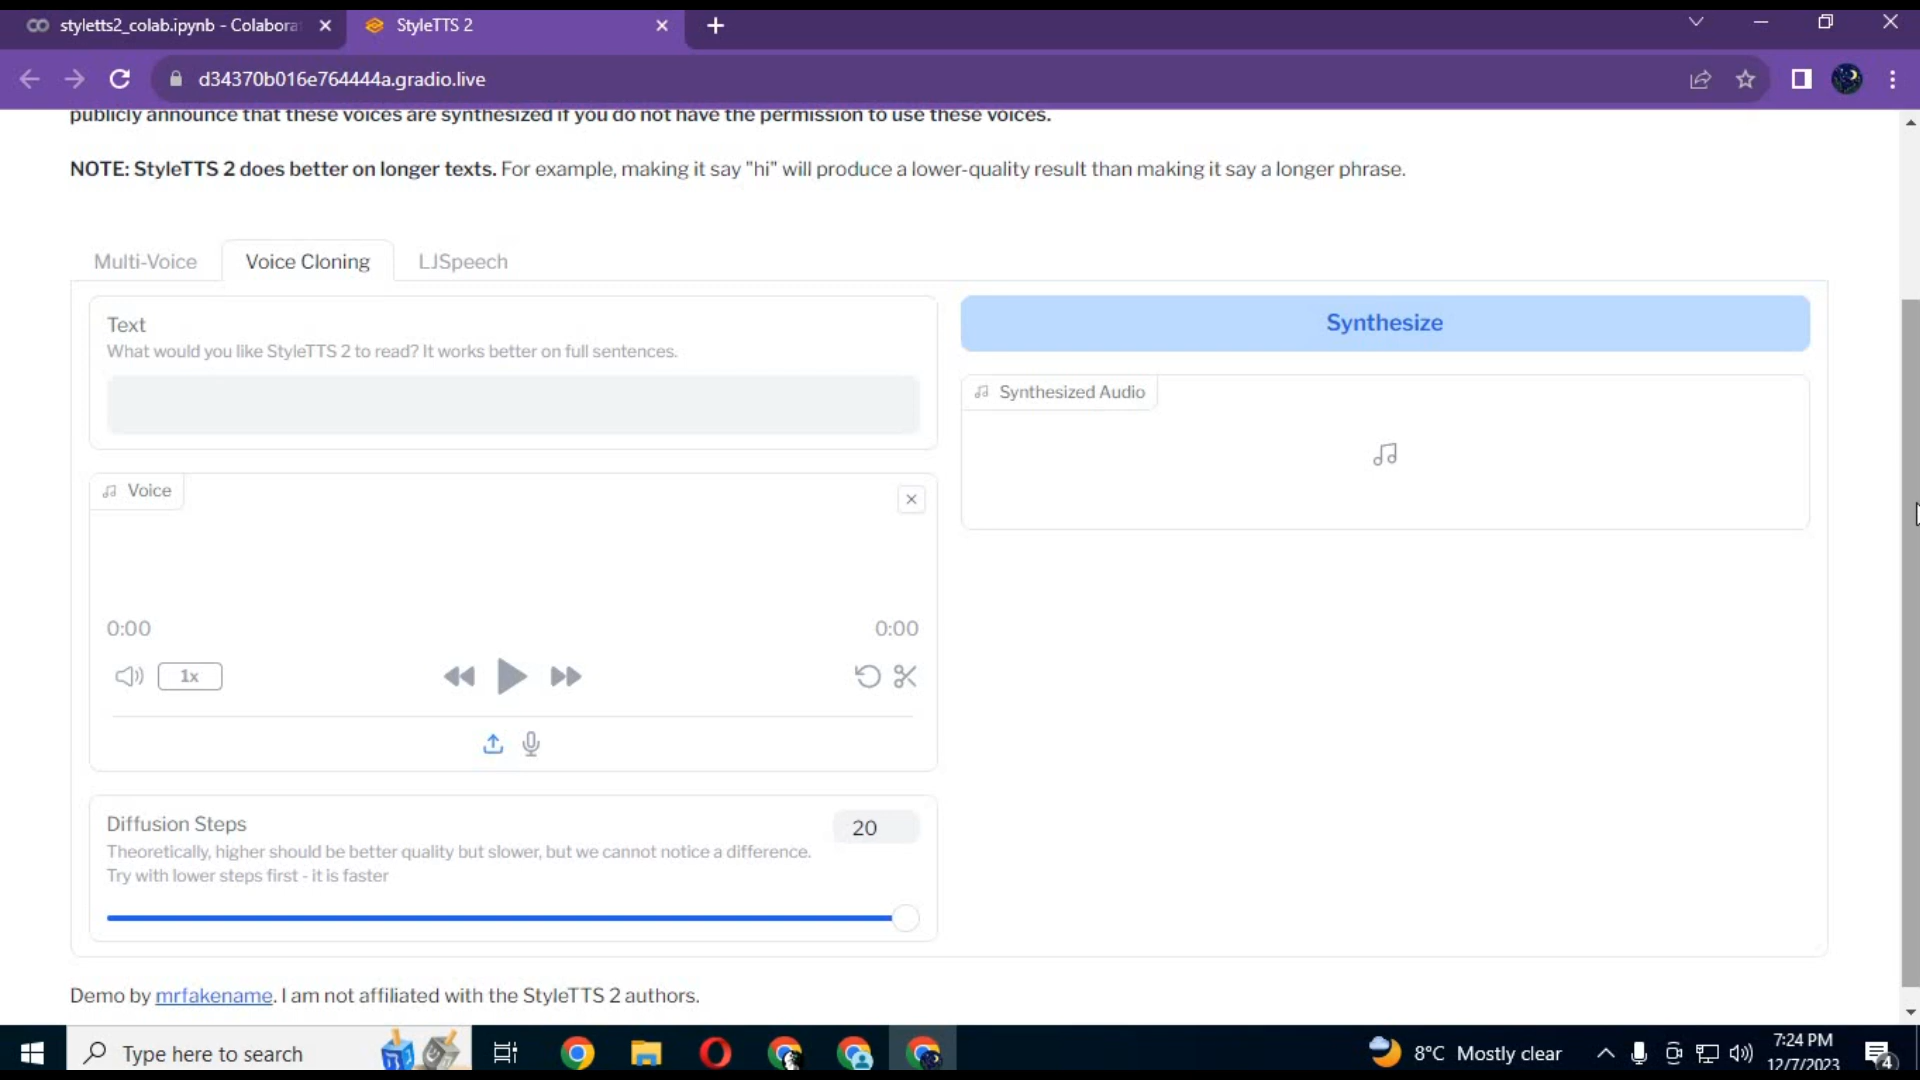 styletts2_colab.ipynb - Colabora
StyleTTS 2
d34370b016e764444a.gradio.live
publicly announce that these voices are synthesized if you do not have the permission to use these voices.
NOTE: StyleTTS 2 does better on longer texts. For example, making it say "hi" will produce a lower-quality result than making it say a longer phrase.
Multi-Voice
Voice Cloning
LJSpeech
Text
What would you like StyleTTS 2 to read? It works better on full sentences.
Synthesize
Synthesized Audio
Voice
0:00
0:00
1x
Diffusion Steps
20
Theoretically, higher should be better quality but slower, but we cannot notice a difference.
Try with lower steps first - it is faster
Demo by mrfakename. I am not affiliated with the StyleTTS 2 authors.
Type here to search
8°C Mostly clear
7:24 PM
12/7/2023
4